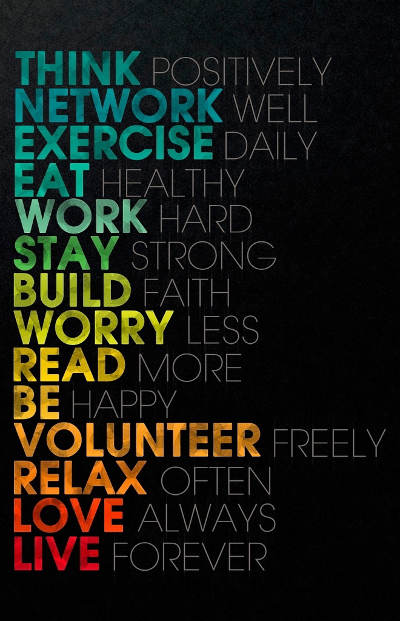 THINK POSITIVELY
NETWORK WELL
EXERCISE DAILY
EAT HEALTHY
WORK HARD
STAY STRONG
BUILD FAITH
WORRY LESS
READ MORE
BE HAPPY
VOLUNTEER FREELY
RELAX OFTEN
LOVE ALWAYS
LIVE FOREVER